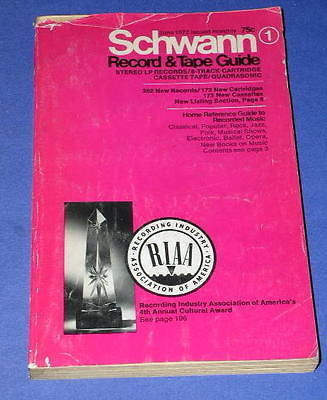 June 1972 issued monthly 75¢
Schwann 1
Record & Tape Guide
STEREO LP RECORDS/8-TRACK CARTRIDGE
CASSETTE TAPE/QUADRASONIC
362 New Records/172 New Cartridges
173 New Cassettes
New Listing Section, Page 5
Home Reference Guide to
Recorded Music
Classical, Popular, Rock, Jazz,
Folk, Musical Shows,
Electronic, Ballet, Opera,
New Books on Music
Contents see page 3
RECORDING INDUSTRY
RIAA
ASSOCIATION OF AMERICA
Recording Industry Association of America's
4th Annual Cultural Award
See page 196